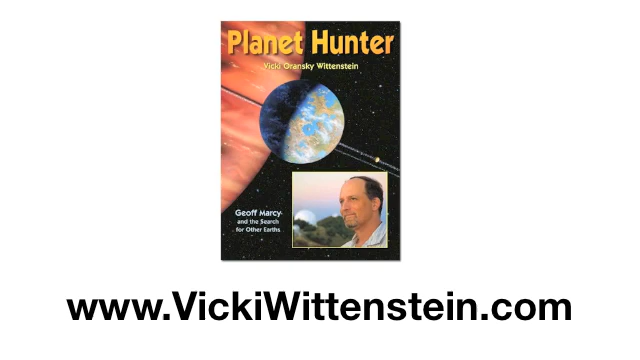 Planet Hunter
Vicki Oransky Wittenstein
Geoff Marcy
and the Search
for Other Earths
www.VickiWittenstein.com